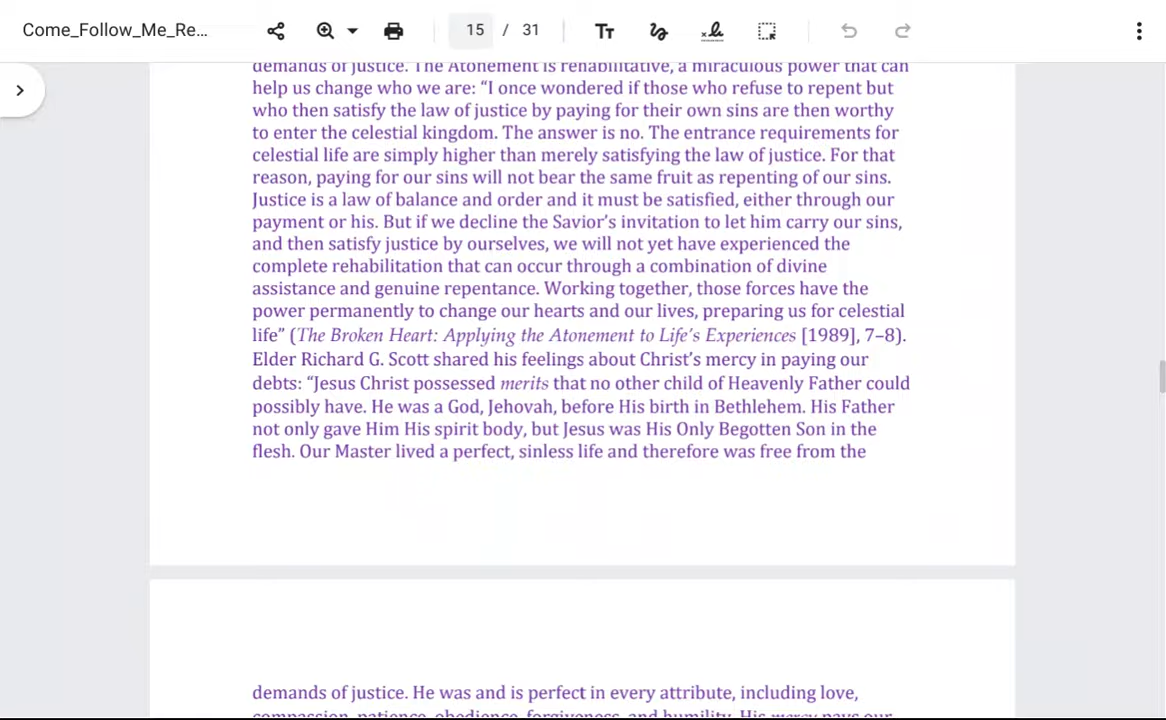 Come_Follow_Me_Re...
15 / 31
demands of justice. The Atonement is rehabilitative, a miraculous power that can
help us change who we are: “I once wondered if those who refuse to repent but
who then satisfy the law of justice by paying for their own sins are then worthy
to enter the celestial kingdom. The answer is no. The entrance requirements for
celestial life are simply higher than merely satisfying the law of justice. For that
reason, paying for our sins will not bear the same fruit as repenting of our sins.
Justice is a law of balance and order and it must be satisfied, either through our
payment or his. But if we decline the Savior’s invitation to let him carry our sins,
and then satisfy justice by ourselves, we will not yet have experienced the
complete rehabilitation that can occur through a combination of divine
assistance and genuine repentance. Working together, those forces have the
power permanently to change our hearts and our lives, preparing us for celestial
life” (The Broken Heart: Applying the Atonement to Life’s Experiences [1989], 7–8).
Elder Richard G. Scott shared his feelings about Christ’s mercy in paying our
debts: “Jesus Christ possessed merits that no other child of Heavenly Father could
possibly have. He was a God, Jehovah, before His birth in Bethlehem. His Father
not only gave Him His spirit body, but Jesus was His Only Begotten Son in the
flesh. Our Master lived a perfect, sinless life and therefore was free from the
demands of justice. He was and is perfect in every attribute, including love,
compassion, patience, obedience, forgiveness, and humility. His mercy pays our